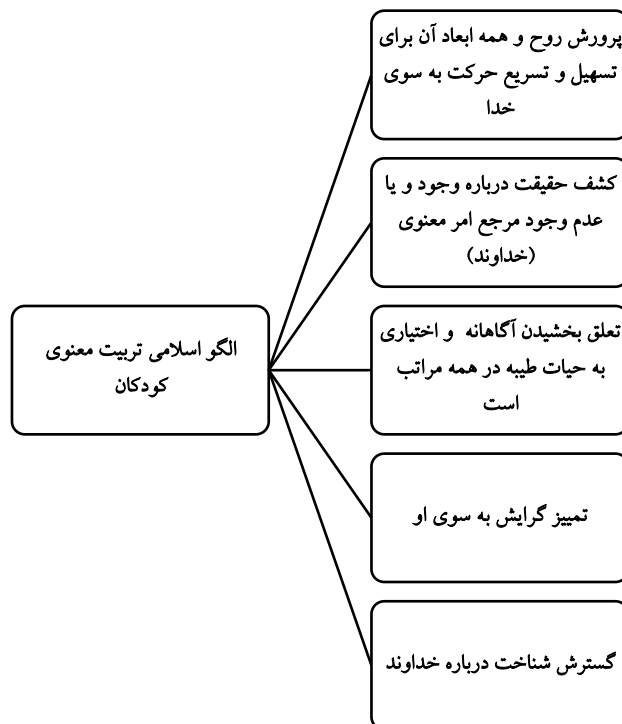 پرورش روح و همه ابعاد آن برای
تسهیل و تسریع حرکت به سوی
خدا
کشف حقیقت درباره وجود و یا
عدم وجود مرجع امر معنوی
(خداوند)
الگو اسلامی تربیت معنوی
کودکان
تعلق بخشیدن آگاهانه و اختیاری
به حیات طیبه در همه مراتب
است
تمییز گرایش به سوی او
گسترش شناخت درباره خداوند